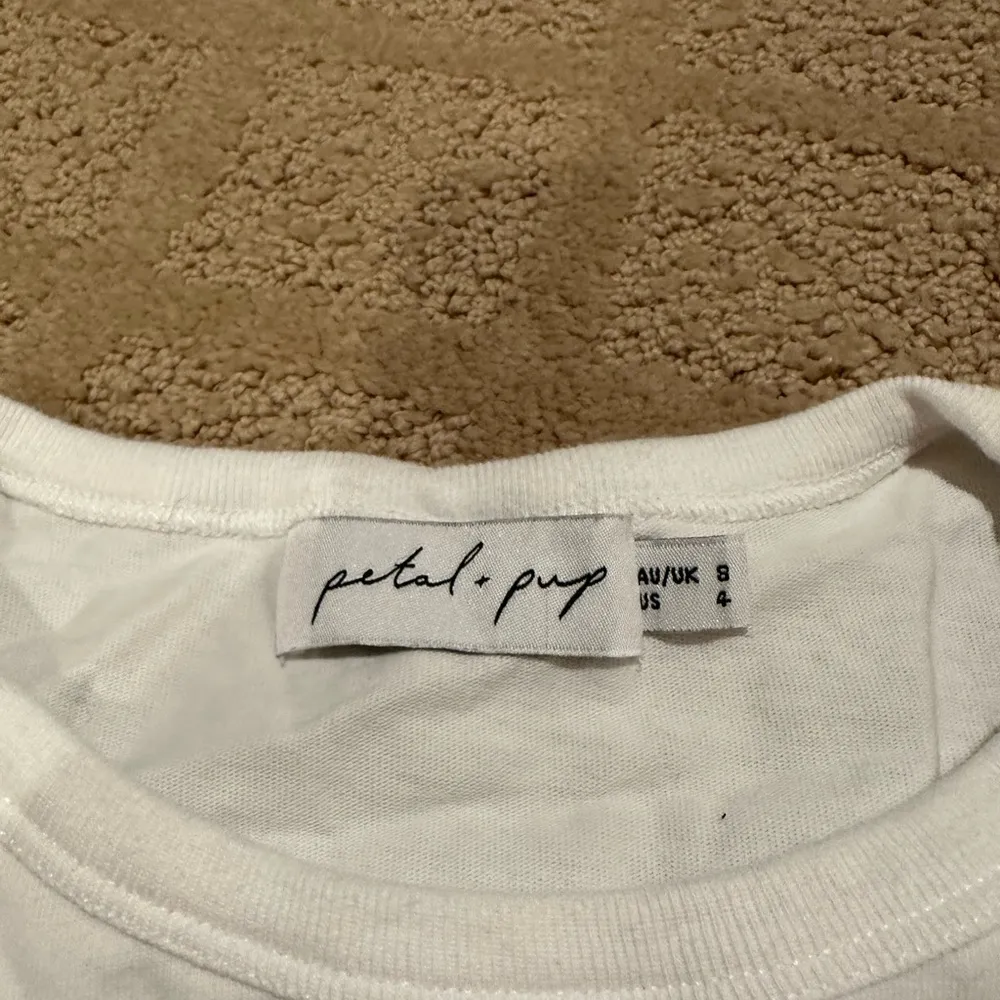 petal + pup
AU/UK 8
US 4